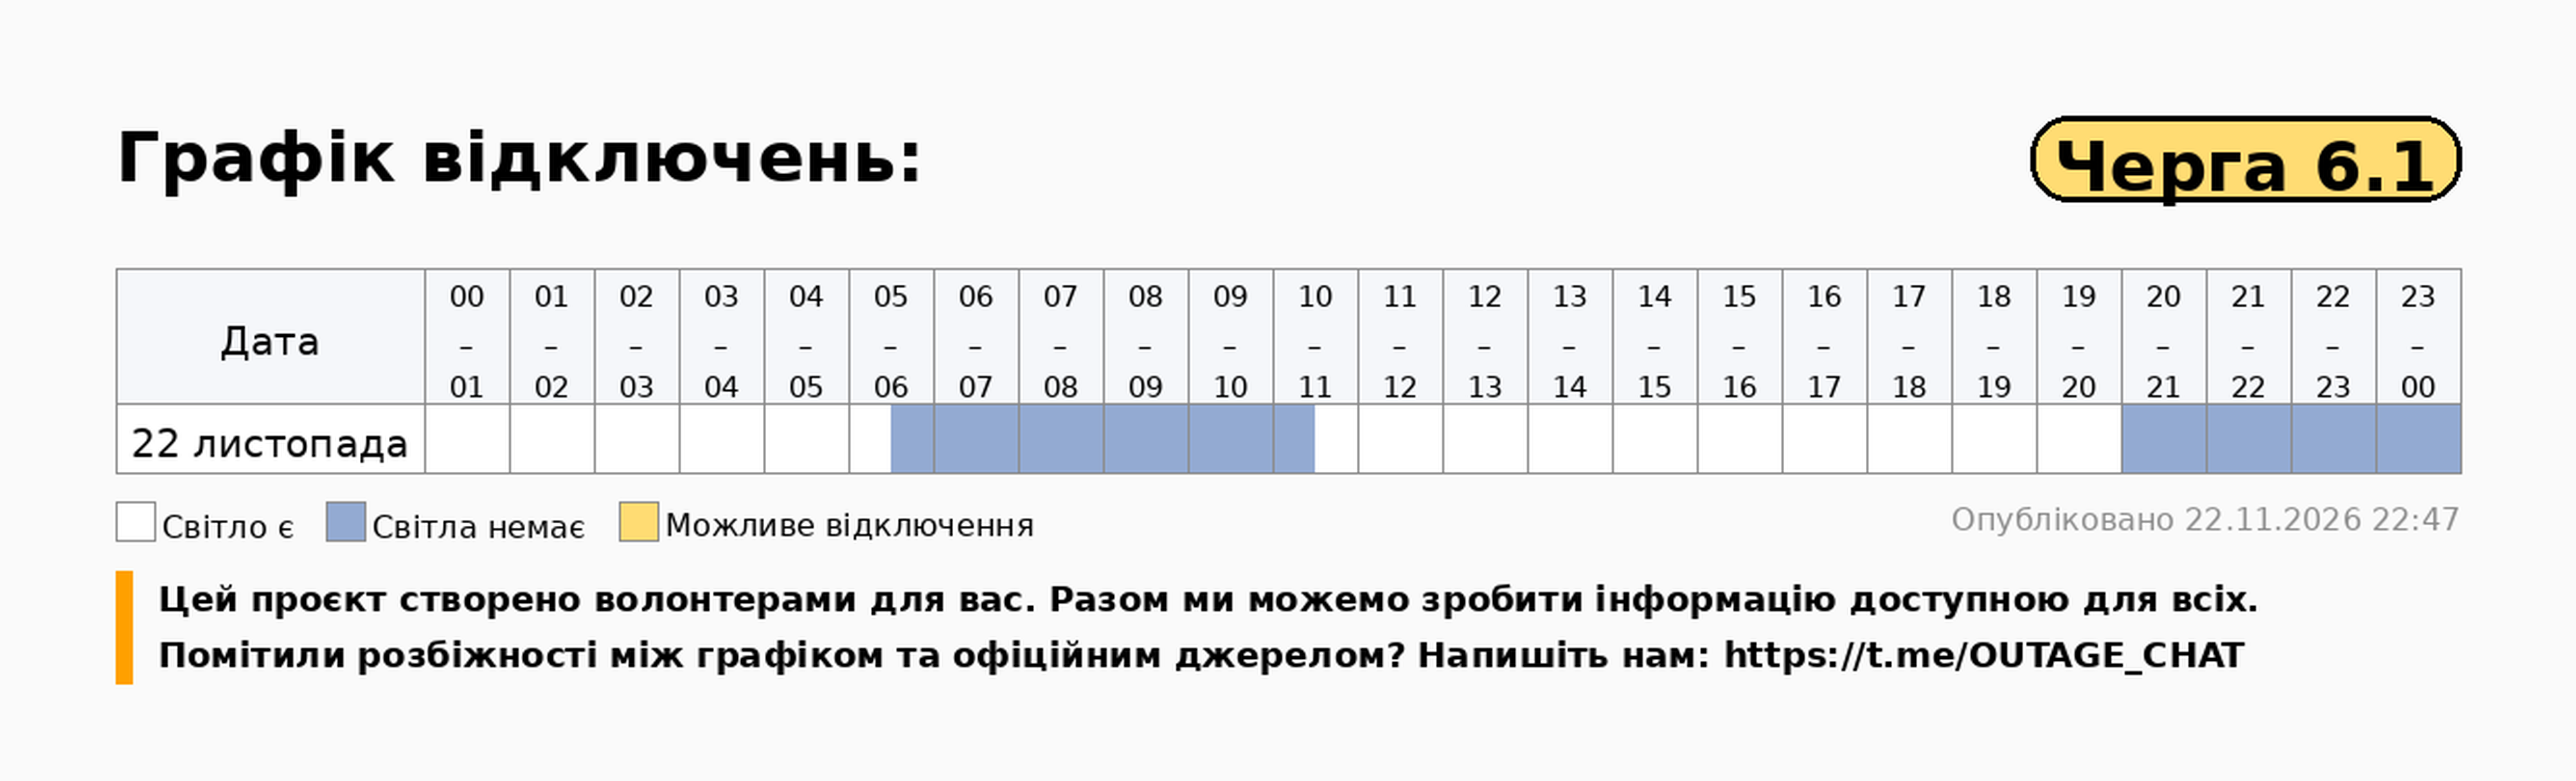 Графік відключень:
Черга 6.1
Дата
00 – 01
01 – 02
02 – 03
03 – 04
04 – 05
05 – 06
06 – 07
07 – 08
08 – 09
09 – 10
10 – 11
11 – 12
12 – 13
13 – 14
14 – 15
15 – 16
16 – 17
17 – 18
18 – 19
19 – 20
20 – 21
21 – 22
22 – 23
23 – 00
22 листопада
Світло є
Світла немає
Можливе відключення
Опубліковано 22.11.2026 22:47
Цей проєкт створено волонтерами для вас. Разом ми можемо зробити інформацію доступною для всіх.
Помітили розбіжності між графіком та офіційним джерелом? Напишіть нам: https://t.me/OUTAGE_CHAT